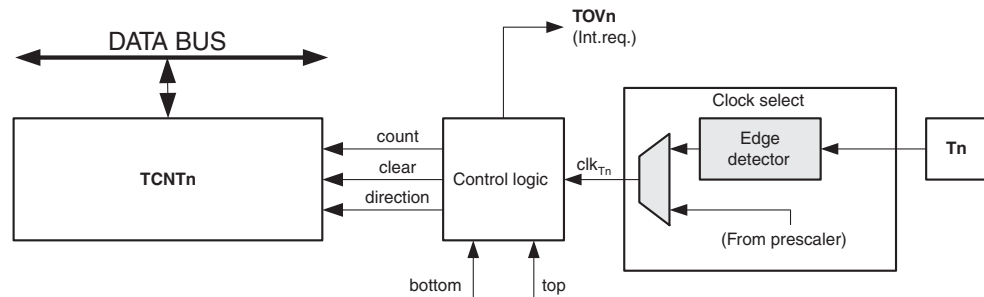 TOVn
(Int.req.)
DATA BUS
Clock select
count
Edge
detector
Tn
TCNTn
clear
Control logic
clkTn
direction
(From prescaler)
bottom
top